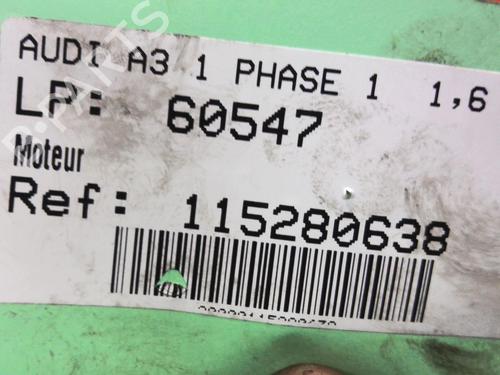 AUDI A3 1 PHASE 1 1,6
LP: 60547
Moteur
Ref: 115280638